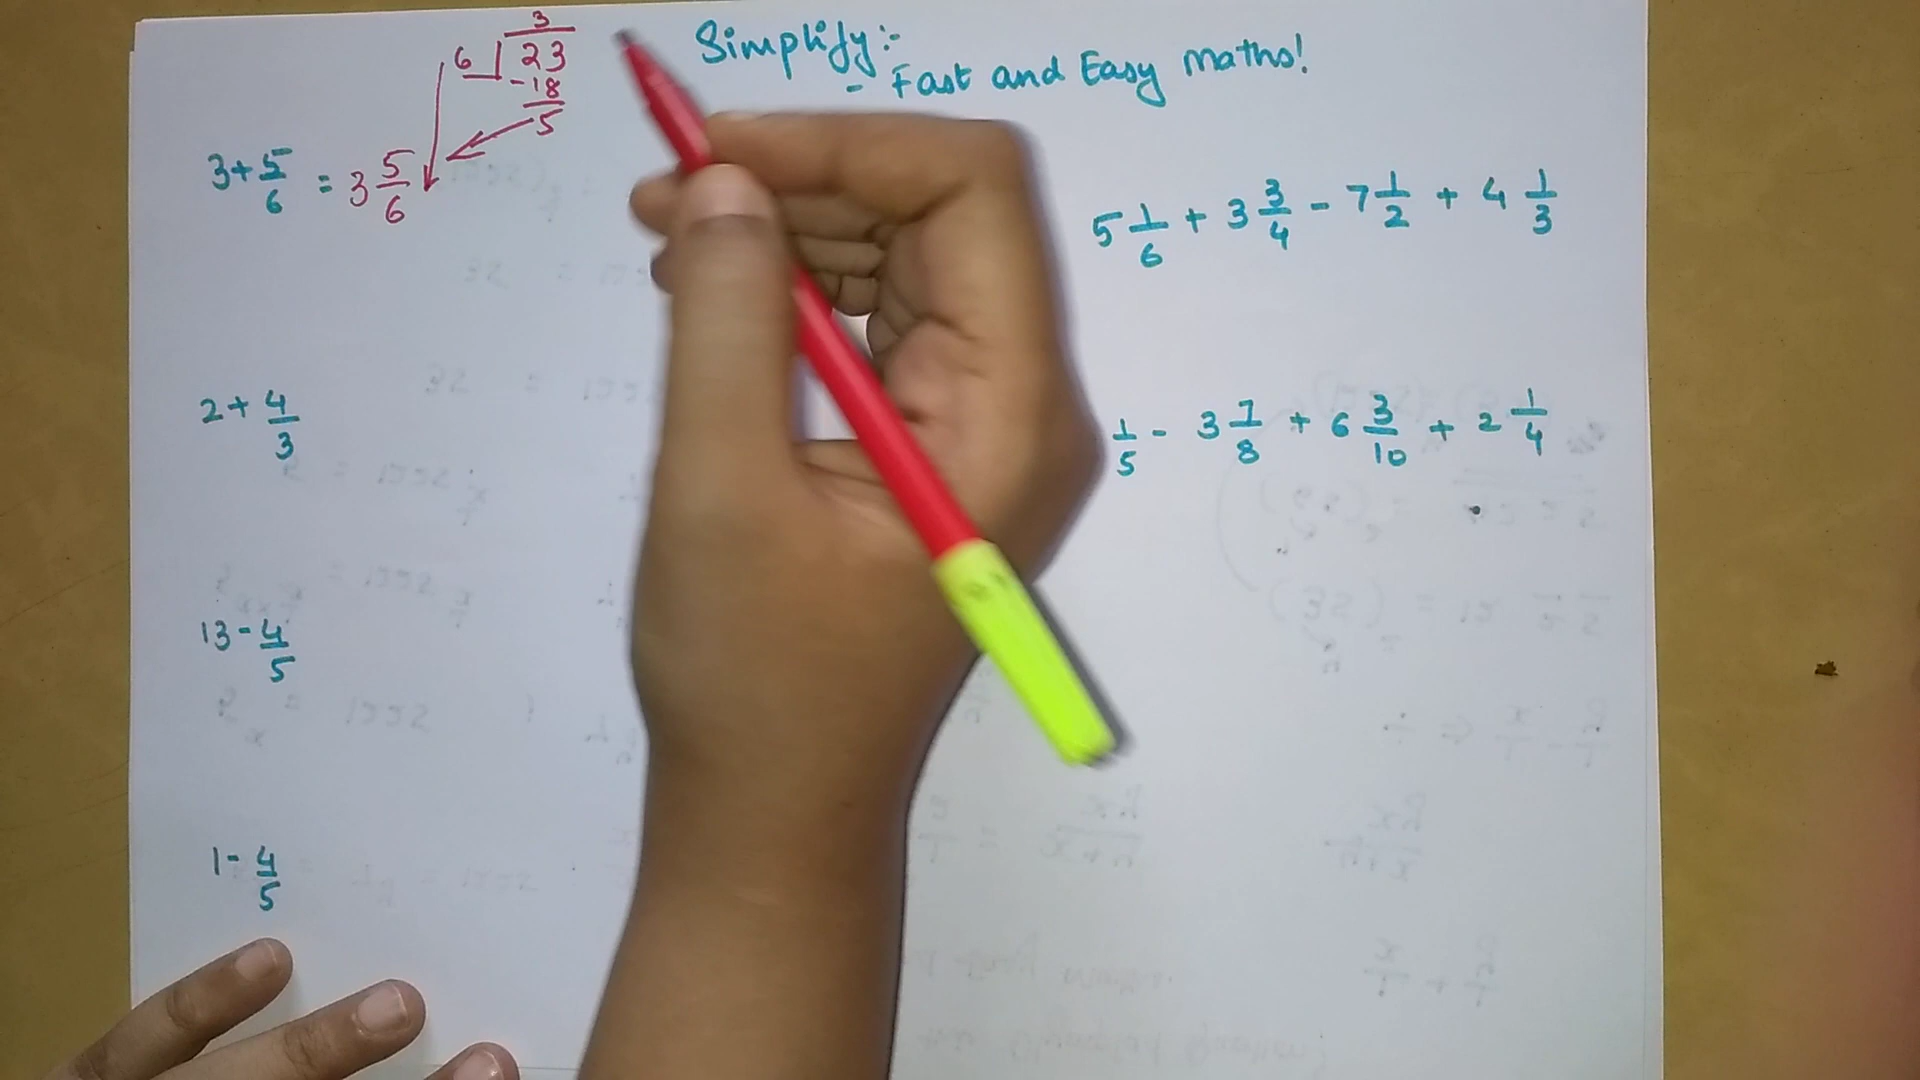 Simplify:-
- Fast and Easy maths!
3
6 | 23
-18
5
3 + 5/6 = 3 5/6
5 1/6 + 3 3/4 - 7 1/2 + 4 1/3
2 + 4/3
1/5 - 3 7/8 + 6 3/10 + 2 1/4
13 - 4/5
1 - 4/5